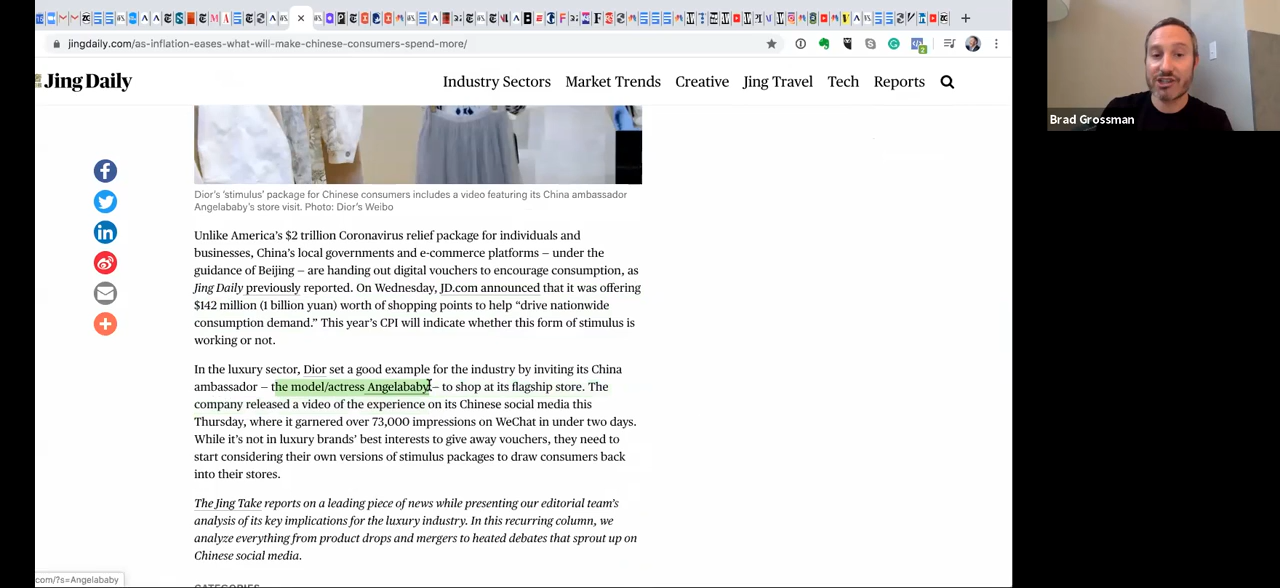 jingdaily.com/as-inflation-eases-what-will-make-chinese-consumers-spend-more/
Jing Daily
Industry Sectors Market Trends Creative Jing Travel Tech Reports
Brad Grossman
Dior's 'stimulus' package for Chinese consumers includes a video featuring its China ambassador
Angelababy's store visit. Photo: Dior's Weibo
Unlike America's $2 trillion Coronavirus relief package for individuals and
businesses, China's local governments and e-commerce platforms – under the
guidance of Beijing – are handing out digital vouchers to encourage consumption, as
Jing Daily previously reported. On Wednesday, JD.com announced that it was offering
$142 million (1 billion yuan) worth of shopping points to help “drive nationwide
consumption demand.” This year's CPI will indicate whether this form of stimulus is
working or not.
In the luxury sector, Dior set a good example for the industry by inviting its China
ambassador – the model/actress Angelababy – to shop at its flagship store. The
company released a video of the experience on its Chinese social media this
Thursday, where it garnered over 73,000 impressions on WeChat in under two days.
While it's not in luxury brands' best interests to give away vouchers, they need to
start considering their own versions of stimulus packages to draw consumers back
into their stores.
The Jing Take reports on a leading piece of news while presenting our editorial team's
analysis of its key implications for the luxury industry. In this recurring column, we
analyze everything from product drops and mergers to heated debates that sprout up on
Chinese social media.
com/?s=Angelababy
CATEGORIES